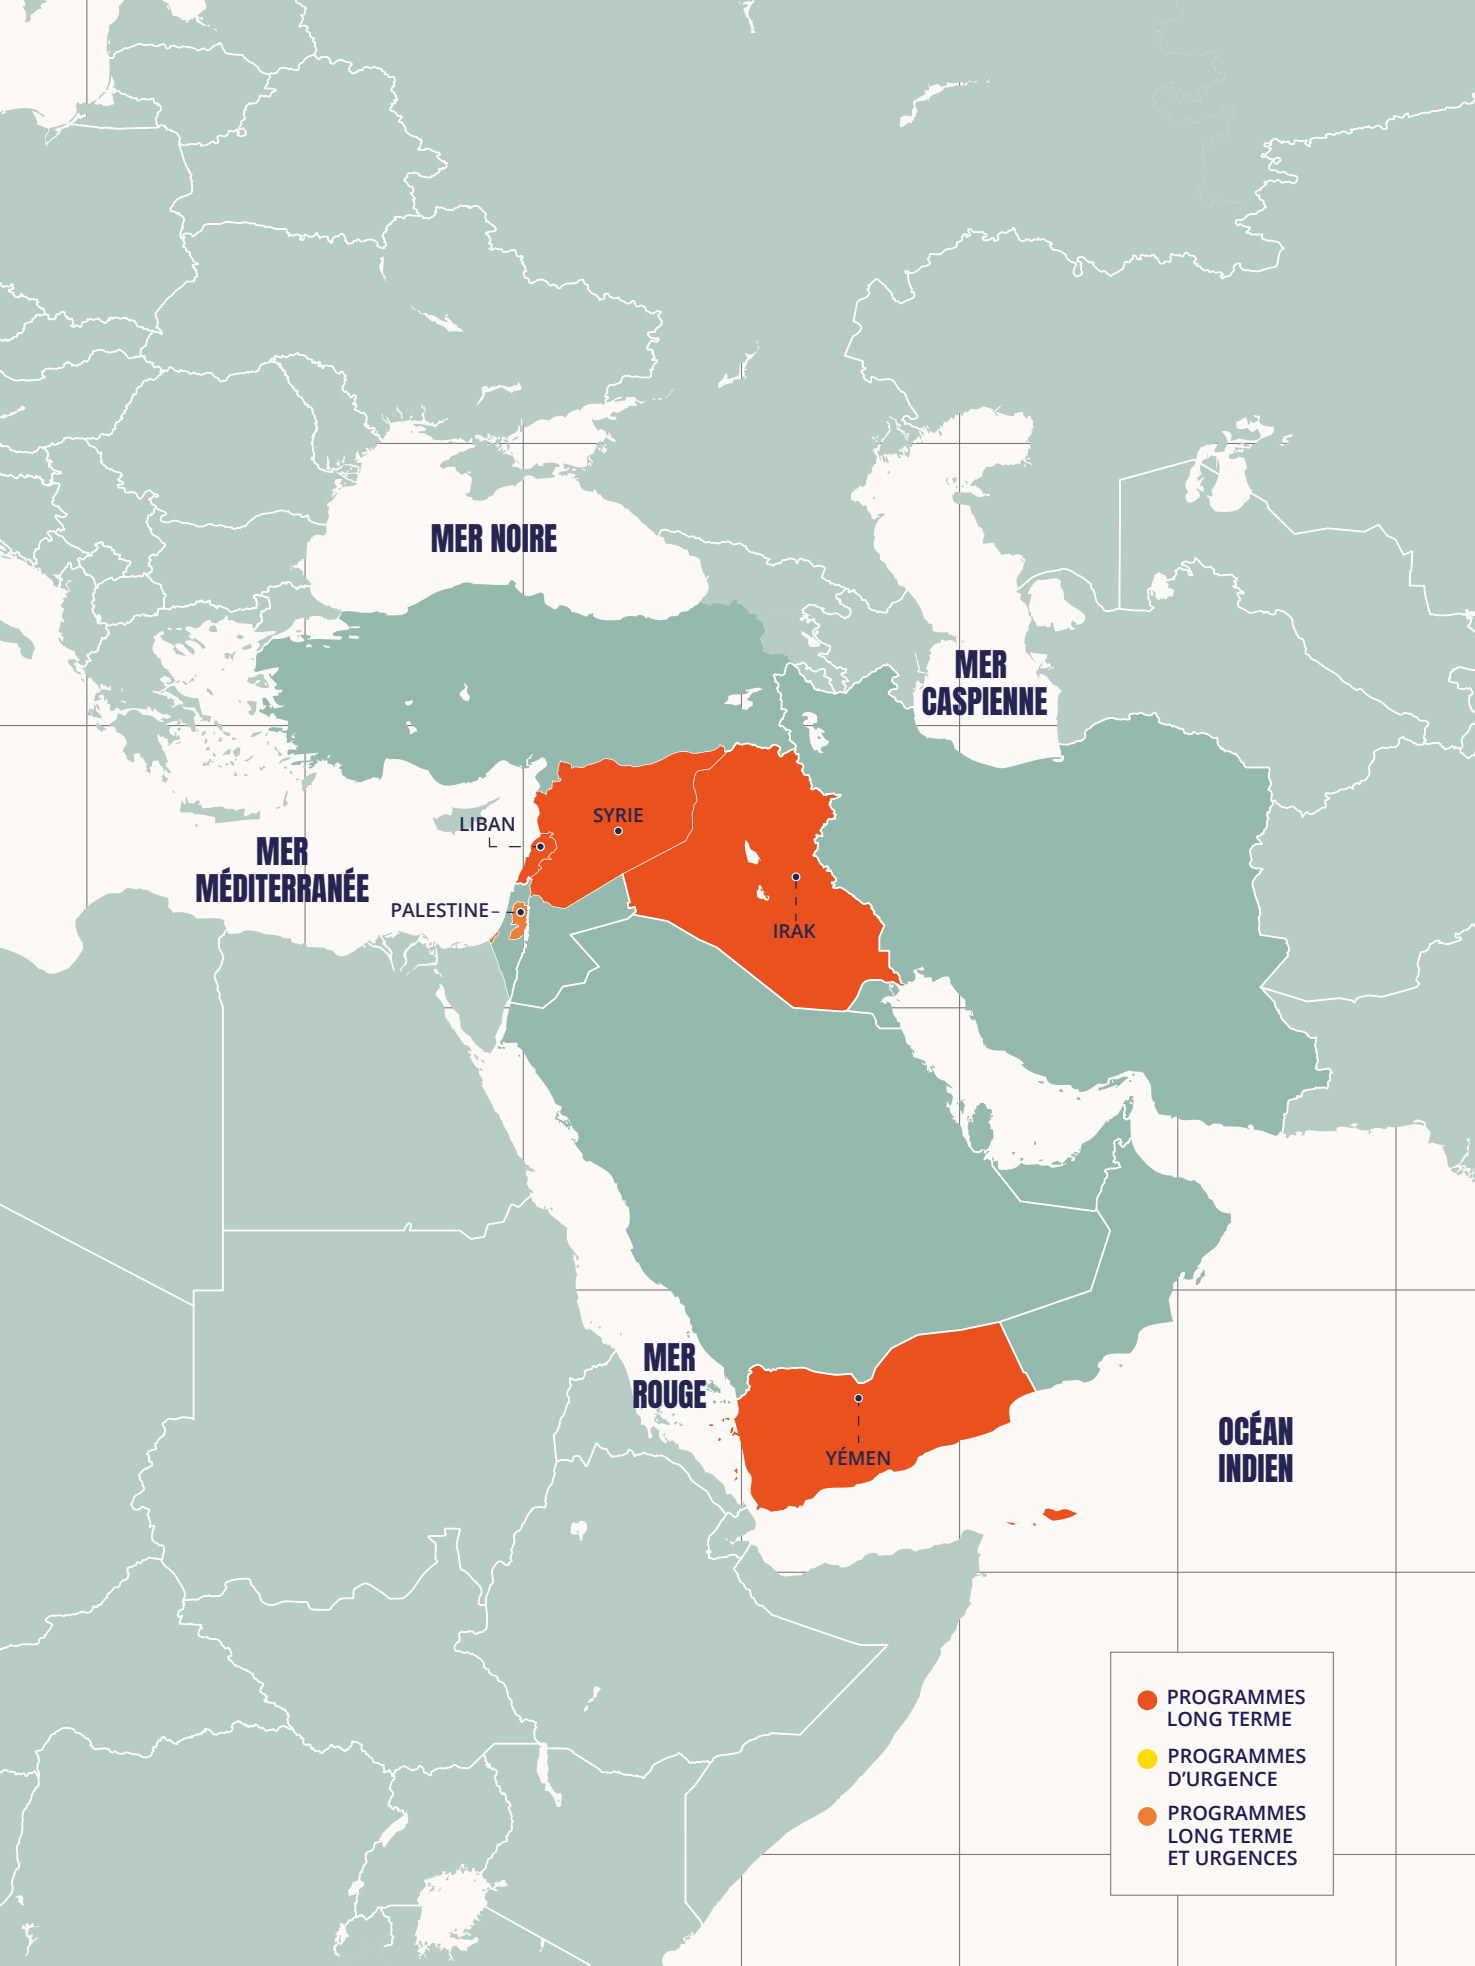 MER NOIRE
MER
CASPIENNE
SYRIE
LIBAN
MER
MÉDITERRANÉE
PALESTINE
IRAK
MER
ROUGE
YÉMEN
OCÉAN
INDIEN
PROGRAMMES
LONG TERME
PROGRAMMES
D’URGENCE
PROGRAMMES
LONG TERME
ET URGENCES